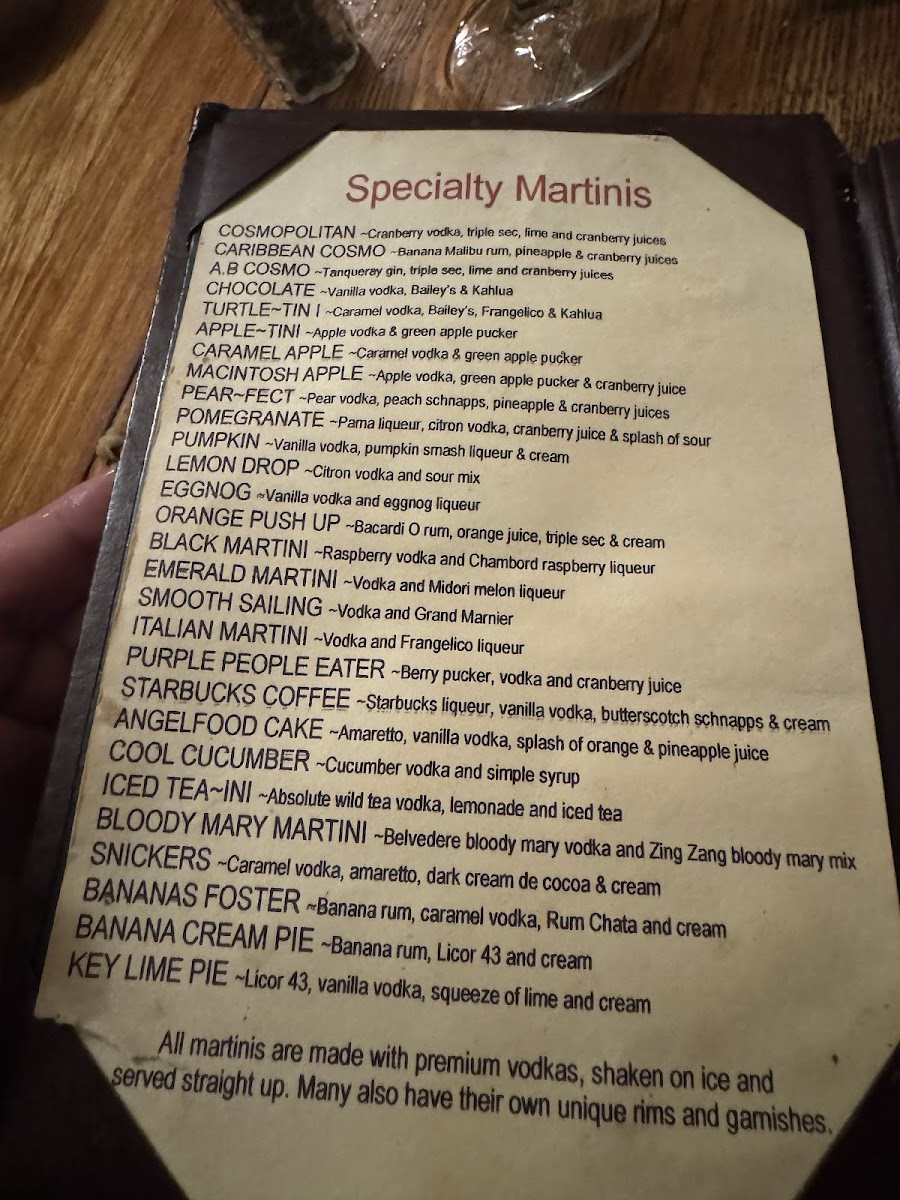 Specialty Martinis
COSMOPOLITAN ~Cranberry vodka, triple sec, lime and cranberry juices
CARIBBEAN COSMO ~Banana Malibu rum, pineapple & cranberry juices
A.B COSMO ~Tanqueray gin, triple sec, lime and cranberry juices
CHOCOLATE ~Vanilla vodka, Bailey's & Kahlua
TURTLE~TIN I ~Caramel vodka, Bailey's, Frangelico & Kahlua
APPLE~TINI ~Apple vodka & green apple pucker
CARAMEL APPLE ~Caramel vodka & green apple pucker
MACINTOSH APPLE ~Apple vodka, green apple pucker & cranberry juice
PEAR~FECT ~Pear vodka, peach schnapps, pineapple & cranberry juices
POMEGRANATE ~Pama liqueur, citron vodka, cranberry juice & splash of sour
PUMPKIN ~Vanilla vodka, pumpkin smash liqueur & cream
LEMON DROP ~Citron vodka and sour mix
EGGNOG ~Vanilla vodka and eggnog liqueur
ORANGE PUSH UP ~Bacardi O rum, orange juice, triple sec & cream
BLACK MARTINI ~Raspberry vodka and Chambord raspberry liqueur
EMERALD MARTINI ~Vodka and Midori melon liqueur
SMOOTH SAILING ~Vodka and Grand Marnier
ITALIAN MARTINI ~Vodka and Frangelico liqueur
PURPLE PEOPLE EATER ~Berry pucker, vodka and cranberry juice
STARBUCKS COFFEE ~Starbucks liqueur, vanilla vodka, butterscotch schnapps & cream
ANGELFOOD CAKE ~Amaretto, vanilla vodka, splash of orange & pineapple juice
COOL CUCUMBER ~Cucumber vodka and simple syrup
ICED TEA~INI ~Absolute wild tea vodka, lemonade and iced tea
BLOODY MARY MARTINI ~Belvedere bloody mary vodka and Zing Zang bloody mary mix
SNICKERS ~Caramel vodka, amaretto, dark cream de cocoa & cream
BANANAS FOSTER ~Banana rum, caramel vodka, Rum Chata and cream
BANANA CREAM PIE ~Banana rum, Licor 43 and cream
KEY LIME PIE ~Licor 43, vanilla vodka, squeeze of lime and cream
All martinis are made with premium vodkas, shaken on ice and
served straight up. Many also have their own unique rims and garnishes.